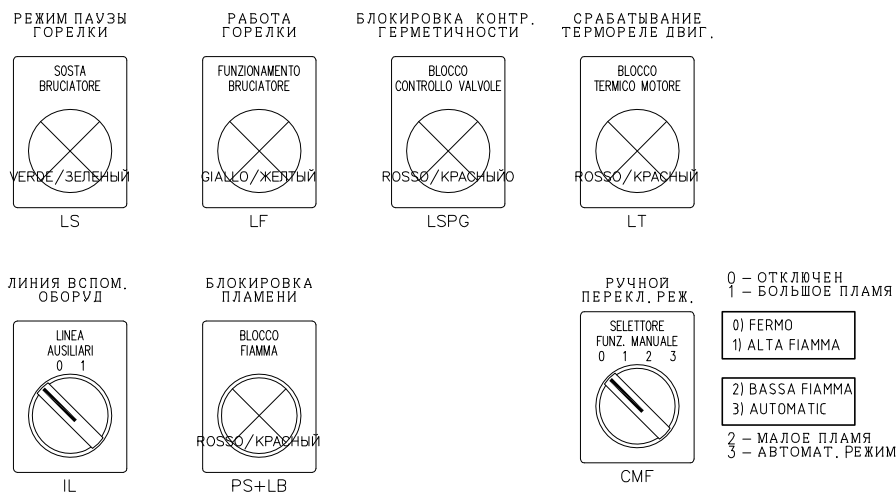 РЕЖИМ ПАУЗЫ
ГОРЕЛКИ
SOSTA
BRUCIATORE
VERDE/ЗЕЛЕНЫЙ
LS
РАБОТА
ГОРЕЛКИ
FUNZIONAMENTO
BRUCIATORE
GIALLO/ЖЕЛТЫЙ
LF
БЛОКИРОВКА КОНТР.
ГЕРМЕТИЧНОСТИ
BLOCCO
CONTROLLO VALVOLE
ROSSO/КРАСНЫЙО
LSPG
СРАБАТЫВАНИЕ
ТЕРМОРЕЛЕ ДВИГ.
BLOCCO
TERMICO MOTORE
ROSSO/КРАСНЫЙ
LT
ЛИНИЯ ВСПОМ.
ОБОРУД
LINEA
AUSILIARI
0 1
IL
БЛОКИРОВКА
ПЛАМЕНИ
BLOCCO
FIAMMA
ROSSO/КРАСНЫЙ
PS+LB
РУЧНОЙ
ПЕРЕКЛ. РЕЖ.
SELETTORE
FUNZ. MANUALE
0 1 2 3
CMF
0 – ОТКЛЮЧЕН
1 – БОЛЬШОЕ ПЛАМЯ
0) FERMO
1) ALTA FIAMMA
2) BASSA FIAMMA
3) AUTOMATIC
2 – МАЛОЕ ПЛАМЯ
3 – АВТОМАТ. РЕЖИМ